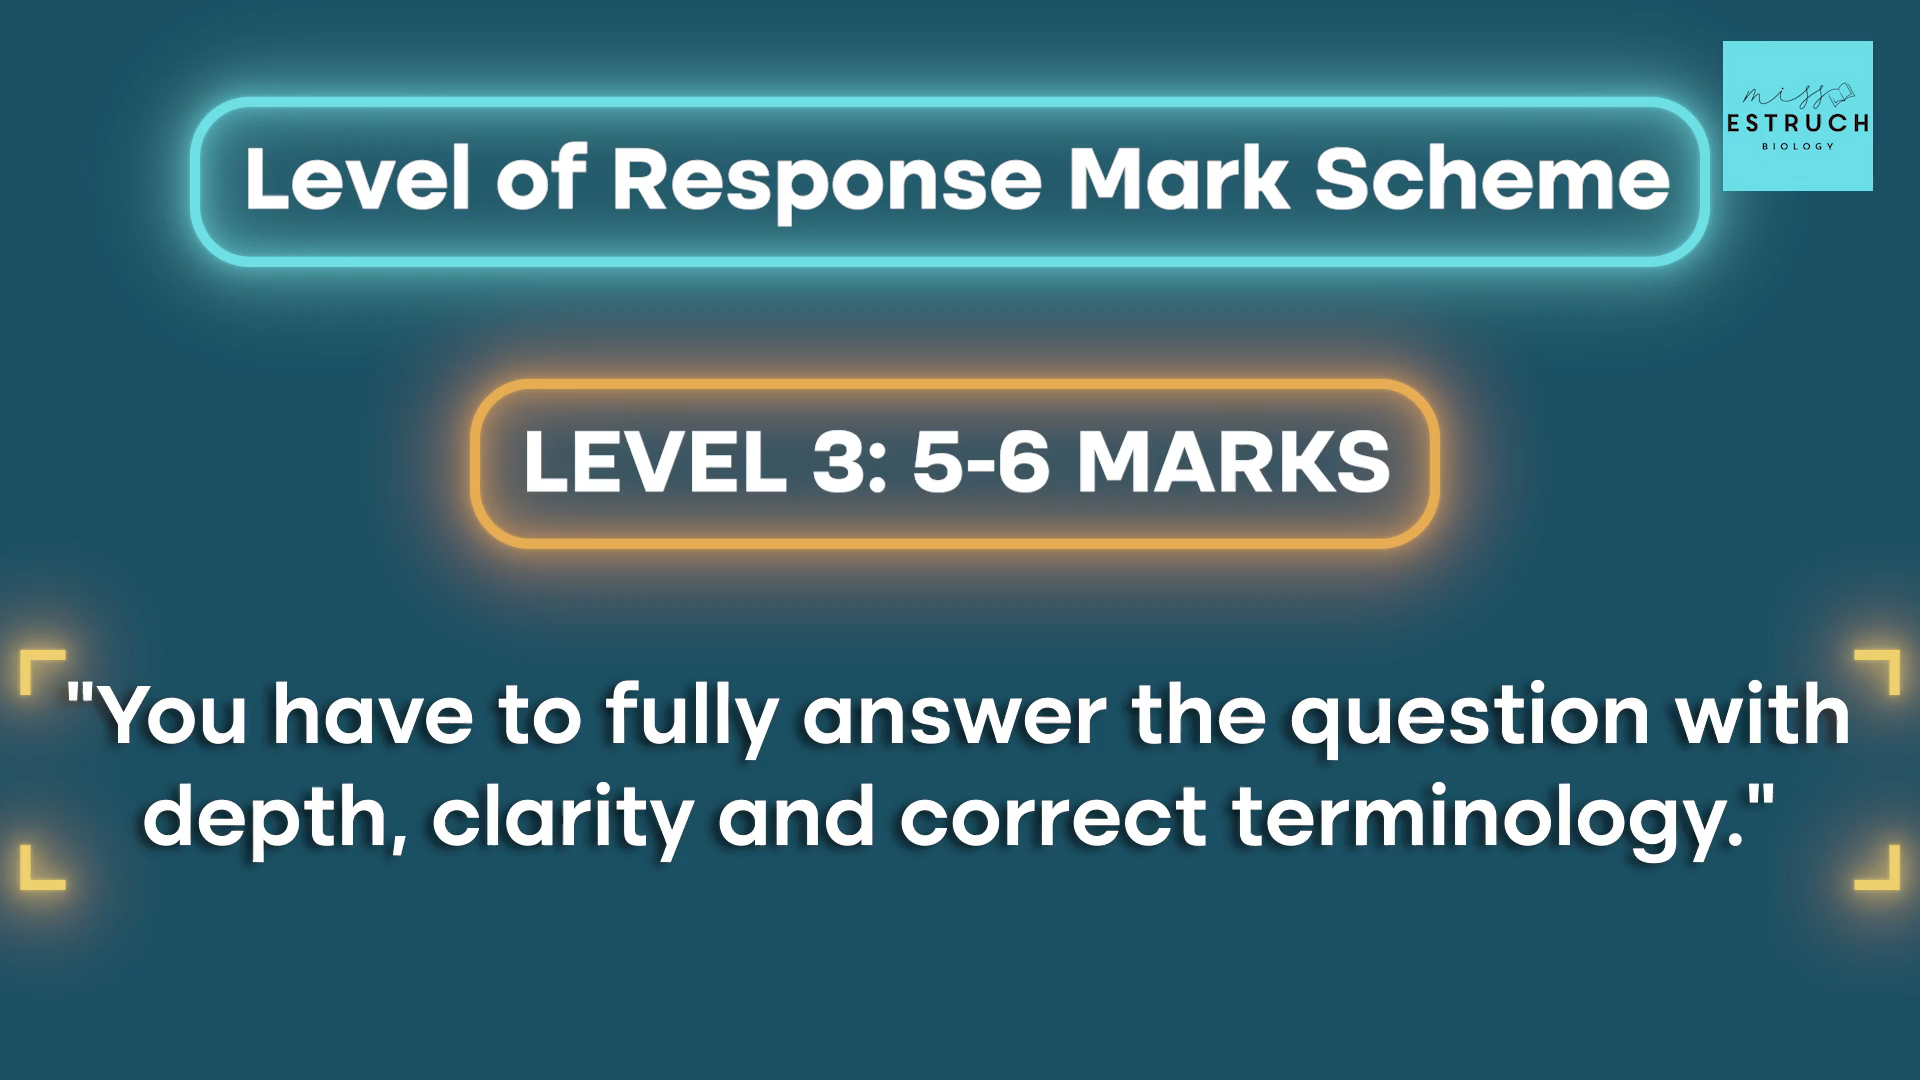 miss
ESTRUCH
BIOLOGY
Level of Response Mark Scheme
LEVEL 3: 5-6 MARKS
"You have to fully answer the question with
depth, clarity and correct terminology."